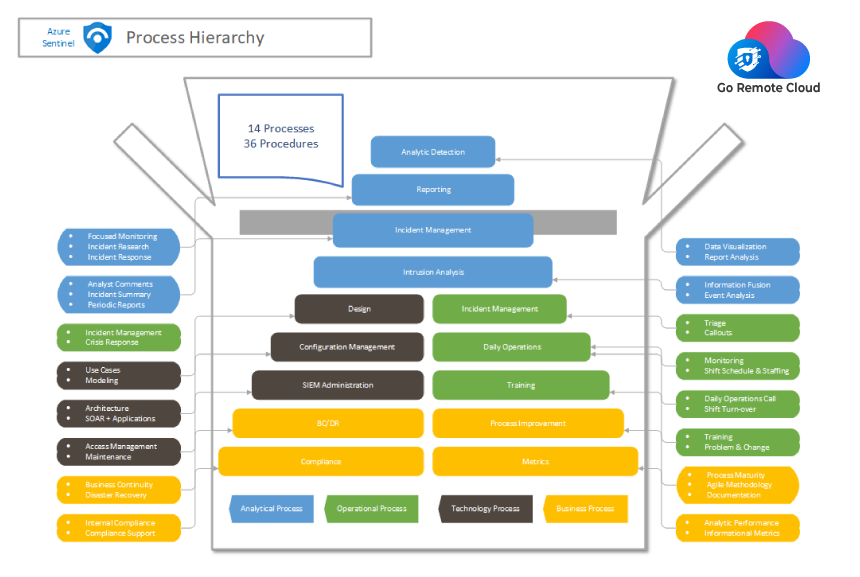 Azure
Sentinel
Process Hierarchy
Go Remote Cloud
14 Processes
36 Procedures
Analytic Detection
Reporting
Incident Management
Intrusion Analysis
Design
Incident Management
Configuration Management
Daily Operations
SIEM Administration
Training
BC/DR
Process Improvement
Compliance
Metrics
Analytical Process
Operational Process
Technology Process
Business Process
• Focused Monitoring
• Incident Research
• Incident Response
• Analyst Comments
• Incident Summary
• Periodic Reports
• Incident Management
• Crisis Response
• Use Cases
• Modeling
• Architecture
• SOAR + Applications
• Access Management
• Maintenance
• Business Continuity
• Disaster Recovery
• Internal Compliance
• Compliance Support
• Data Visualization
• Report Analysis
• Information Fusion
• Event Analysis
• Triage
• Callouts
• Monitoring
• Shift Schedule & Staffing
• Daily Operations Call
• Shift Turn-over
• Training
• Problem & Change
• Process Maturity
• Agile Methodology
• Documentation
• Analytic Performance
• Informational Metrics